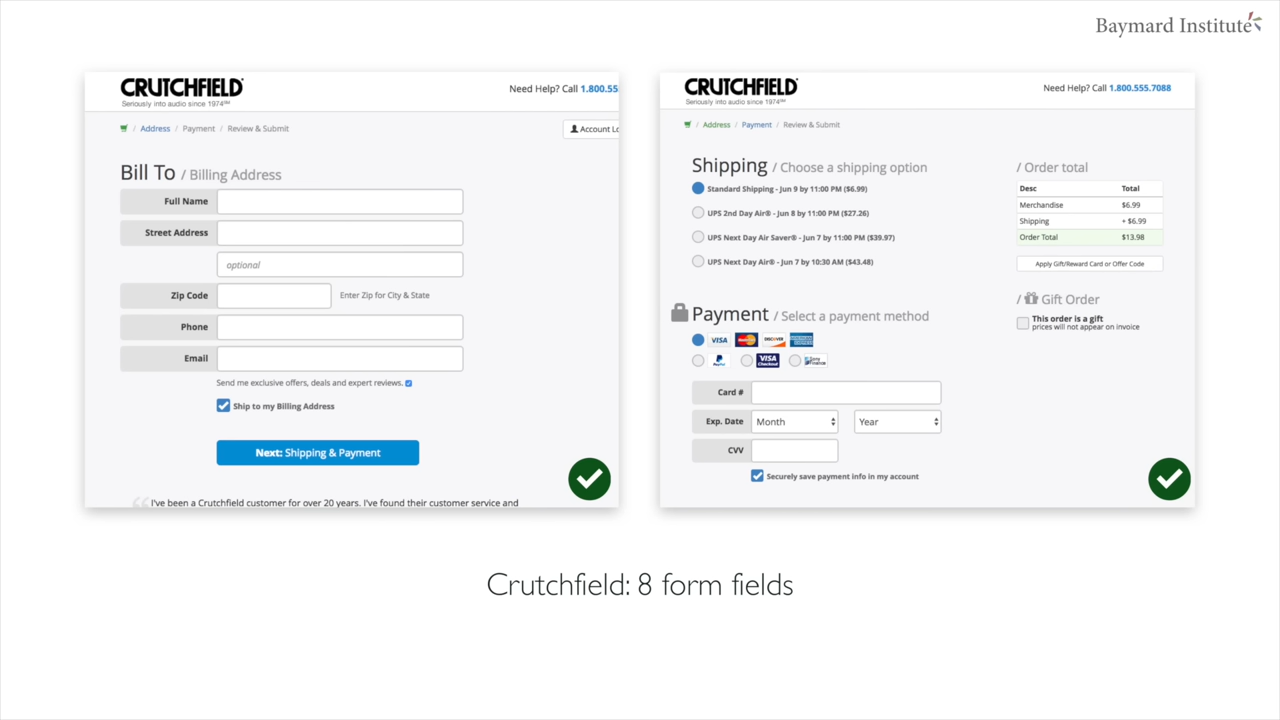 Baymard Institute
CRUTCHFIELD
Seriously into audio since 1974℠
Need Help? Call 1.800.55
/ Address / Payment / Review & Submit
Account Lo
Bill To / Billing Address
Full Name
Street Address
optional
Zip Code
Enter Zip for City & State
Phone
Email
Send me exclusive offers, deals and expert reviews.
Ship to my Billing Address
Next: Shipping & Payment
I've been a Crutchfield customer for over 20 years. I've found their customer service and
CRUTCHFIELD
Seriously into audio since 1974℠
Need Help? Call 1.800.555.7088
/ Address / Payment / Review & Submit
Shipping / Choose a shipping option
Standard Shipping - Jun 9 by 11:00 PM ($6.99)
UPS 2nd Day Air® - Jun 8 by 11:00 PM ($27.26)
UPS Next Day Air Saver® - Jun 7 by 11:00 PM ($39.97)
UPS Next Day Air® - Jun 7 by 10:30 AM ($43.48)
Payment / Select a payment method
VISA MasterCard DISCOVER
PayPal VISA Checkout
Card #
Exp. Date Month Year
CVV
Securely save payment info in my account
/ Order total
Desc Total
Merchandise $6.99
Shipping + $6.99
Order Total $13.98
Apply Gift/Reward Card or Offer Code
/ Gift Order
This order is a gift
prices will not appear on invoice
Crutchfield: 8 form fields